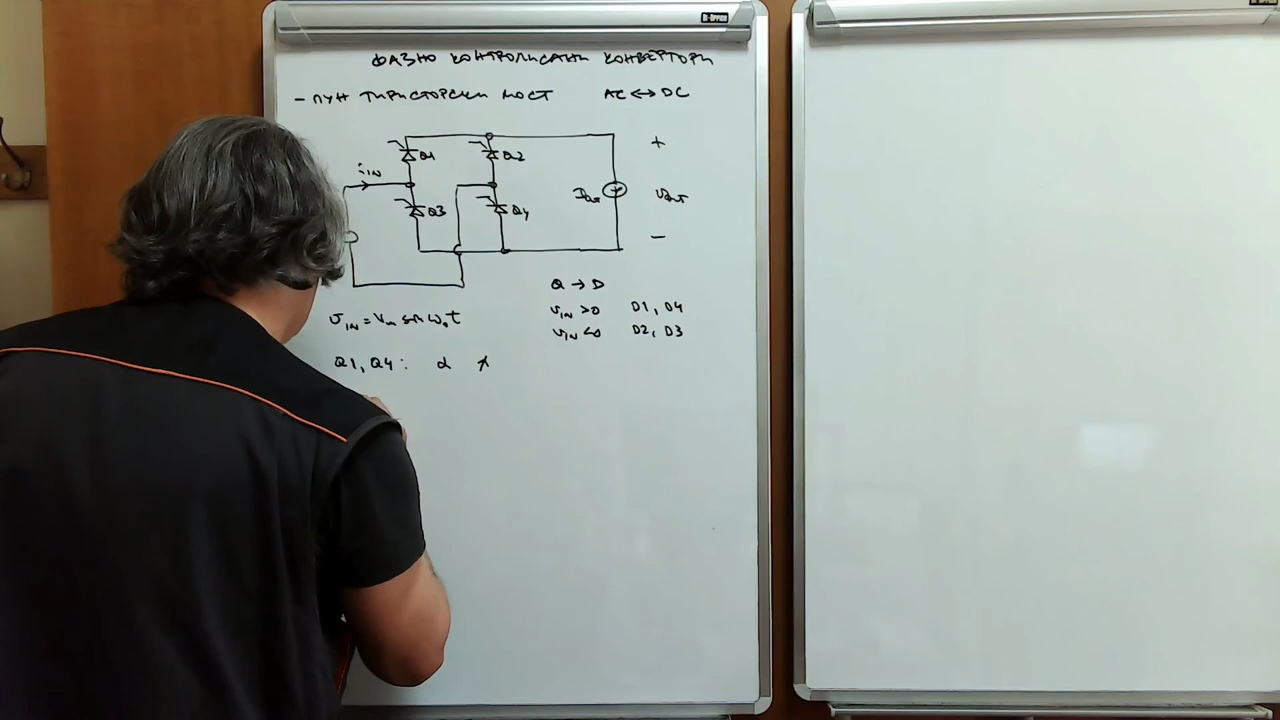 ФАЗНО КОНТРОЛИСАНИ КОНВЕРТОРИ
- ПУН ТИРИСТОРСКИ МОСТ AC ↔ DC
Q1 Q2 +
i_IN
Q3 Q4 I_OUT v_OUT
-
Q → D
v_IN > 0 D1, D4
v_IN = V_m sin ω_0 t
v_IN < 0 D2, D3
Q1, Q4 : α